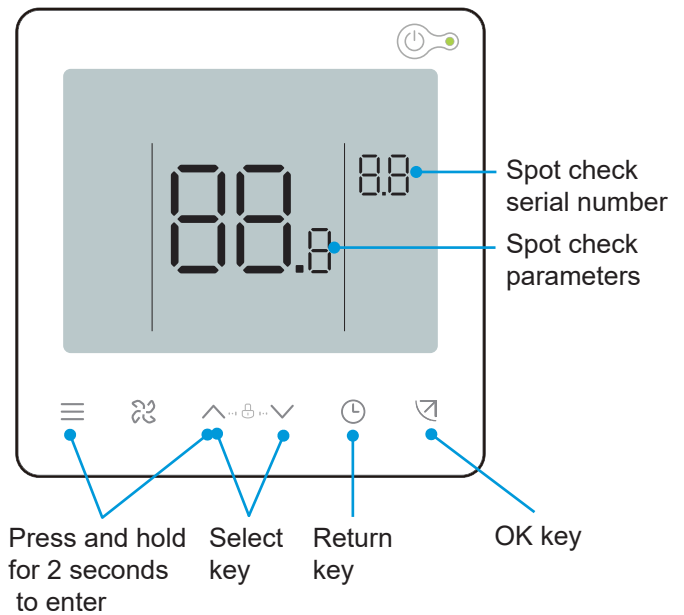 88.8
8.8
Spot check
serial number
Spot check
parameters
Press and hold
for 2 seconds
to enter
Select
key
Return
key
OK key